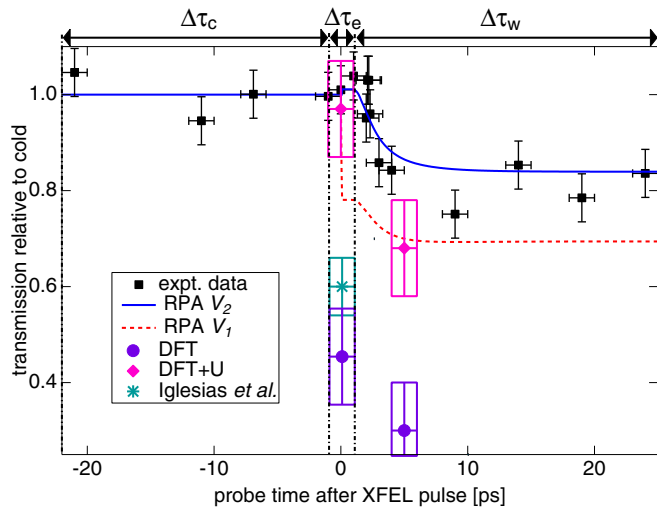 Δτc Δτe Δτw
1.0
0.8
0.6
0.4
transmission relative to cold
expt. data
RPA V2
RPA V1
DFT
DFT+U
Iglesias et al.
-20 -10 0 10 20
probe time after XFEL pulse [ps]